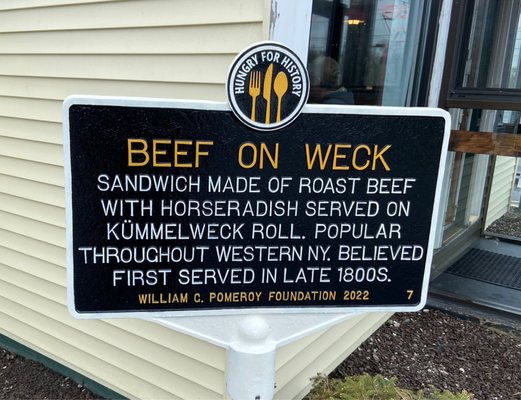 HUNGRY FOR HISTORY
BEEF ON WECK
SANDWICH MADE OF ROAST BEEF
WITH HORSERADISH SERVED ON
KÜMMELWECK ROLL. POPULAR
THROUGHOUT WESTERN NY. BELIEVED
FIRST SERVED IN LATE 1800S.
WILLIAM G. POMEROY FOUNDATION 2022 7